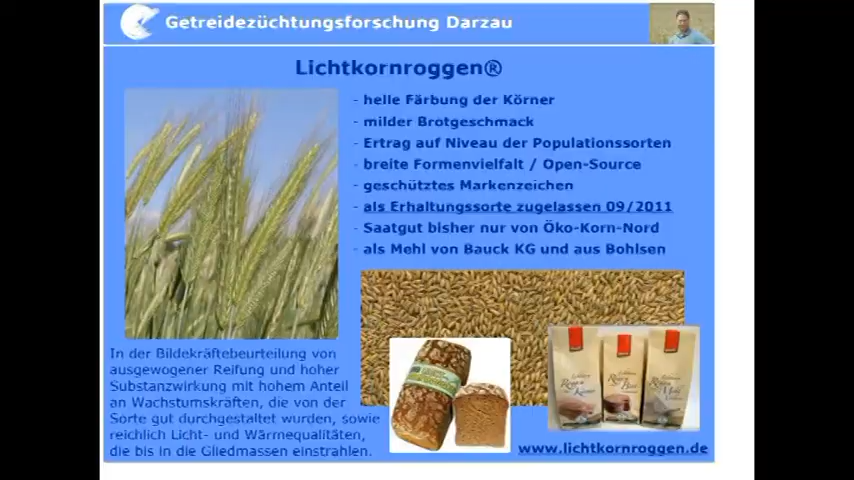 Getreidezüchtungsforschung Darzau
Lichtkornroggen®
- helle Färbung der Körner
- milder Brotgeschmack
- Ertrag auf Niveau der Populationssorten
- breite Formenvielfalt / Open-Source
- geschütztes Markenzeichen
- als Erhaltungssorte zugelassen 09/2011
- Saatgut bisher nur von Öko-Korn-Nord
- als Mehl von Bauck KG und aus Bohlsen
In der Bildekräftebeurteilung von
ausgewogener Reifung und hoher
Substanzwirkung mit hohem Anteil
an Wachstumskräften, die von der
Sorte gut durchgestaltet wurden, sowie
reichlich Licht- und Wärmequalitäten,
die bis in die Gliedmassen einstrahlen.
www.lichtkornroggen.de